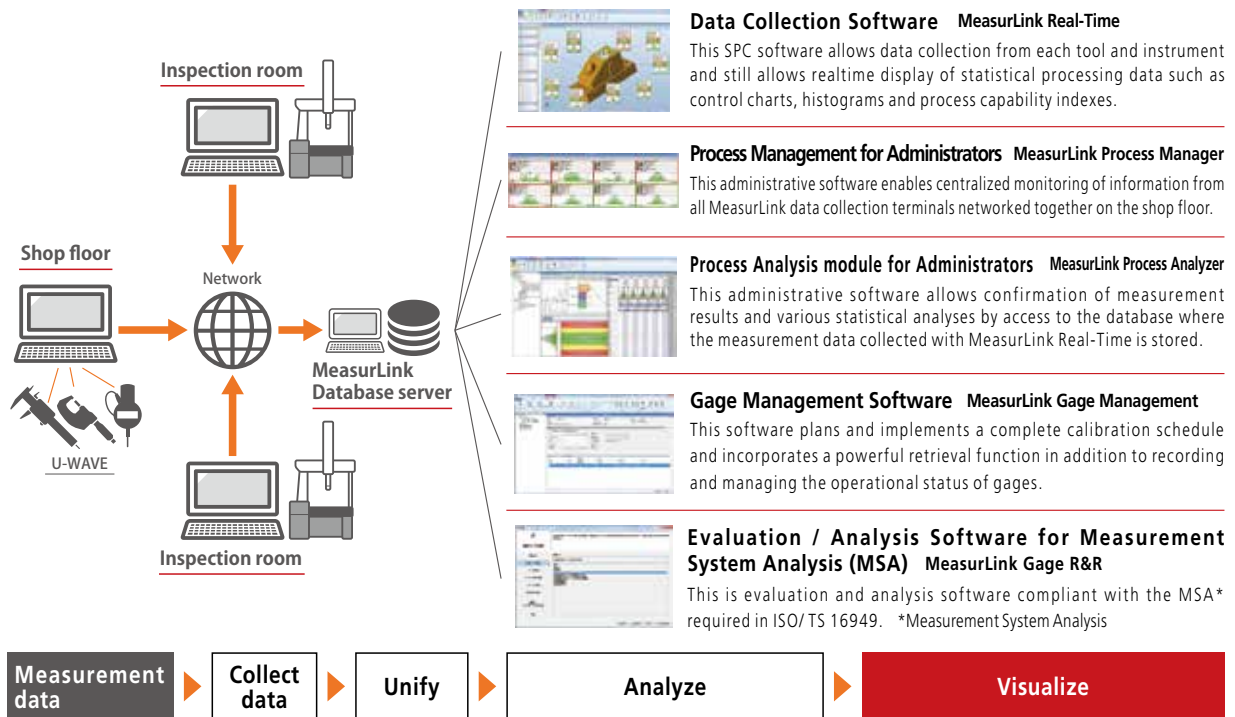 Inspection room
Shop floor
Network
U-WAVE
MeasurLink
Database server
Inspection room
Data Collection Software MeasurLink Real-Time
This SPC software allows data collection from each tool and instrument
and still allows realtime display of statistical processing data such as
control charts, histograms and process capability indexes.
Process Management for Administrators MeasurLink Process Manager
This administrative software enables centralized monitoring of information from
all MeasurLink data collection terminals networked together on the shop floor.
Process Analysis module for Administrators MeasurLink Process Analyzer
This administrative software allows confirmation of measurement
results and various statistical analyses by access to the database where
the measurement data collected with MeasurLink Real-Time is stored.
Gage Management Software MeasurLink Gage Management
This software plans and implements a complete calibration schedule
and incorporates a powerful retrieval function in addition to recording
and managing the operational status of gages.
Evaluation / Analysis Software for Measurement
System Analysis (MSA) MeasurLink Gage R&R
This is evaluation and analysis software compliant with the MSA*
required in ISO/ TS 16949. *Measurement System Analysis
Measurement
data
Collect
data
Unify
Analyze
Visualize